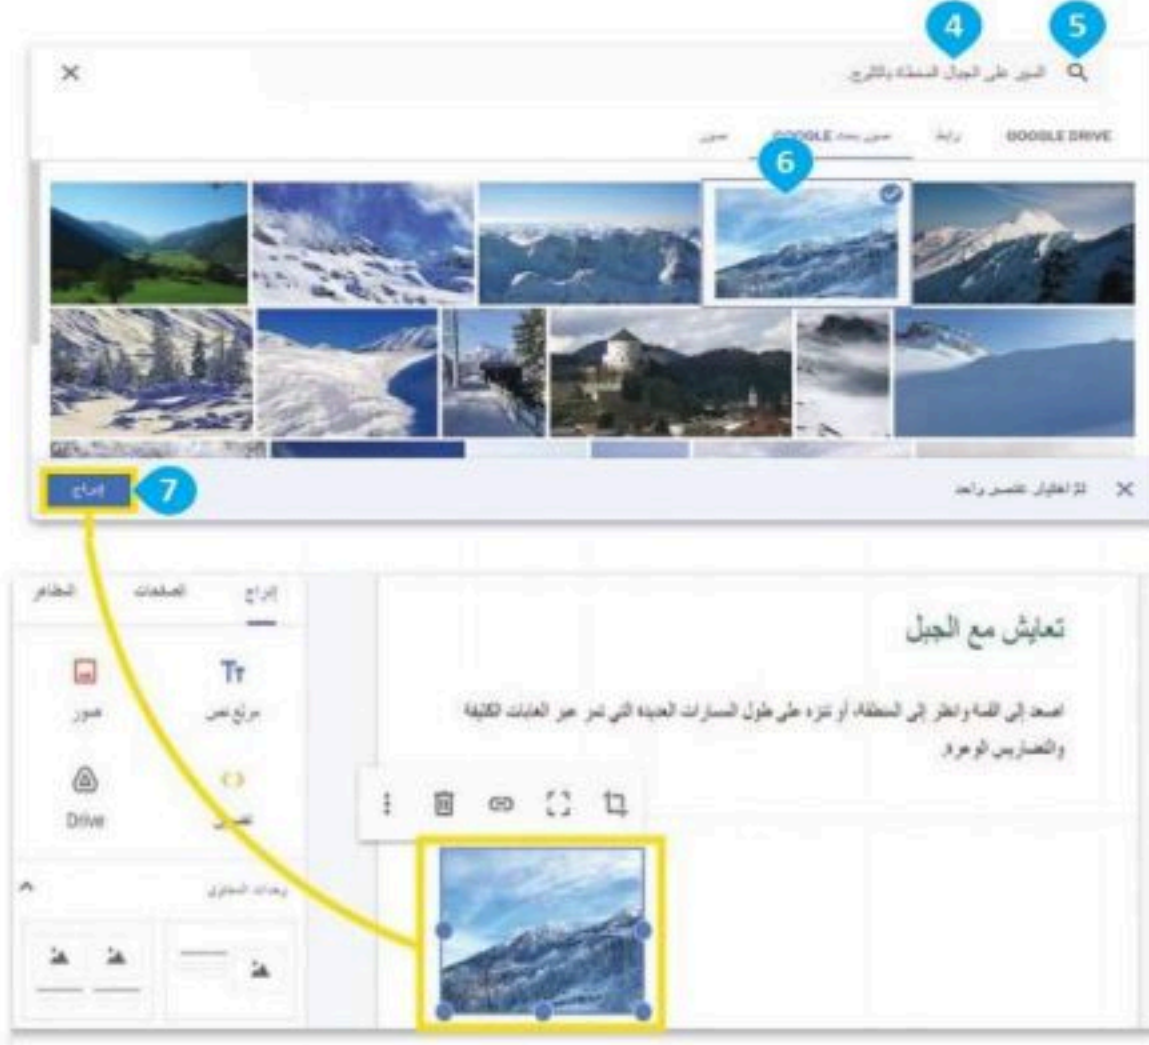 4
5
السير على الجبال المغطاة بالثلوج
GOOGLE DRIVE
رابط
صور بحث GOOGLE
صور
6
تمّ اختيار عنصر واحد
إدراج
7
إدراج
الصفحات
المظاهر
مربع نص
صور
Drive
وحدات المحتوى
تعايش مع الجبل
اصعد إلى القمة وانظر إلى المنطقة، أو تنزه على طول المسارات العديدة التي تمر عبر الغابات الكثيفة
والتضاريس الوعرة.